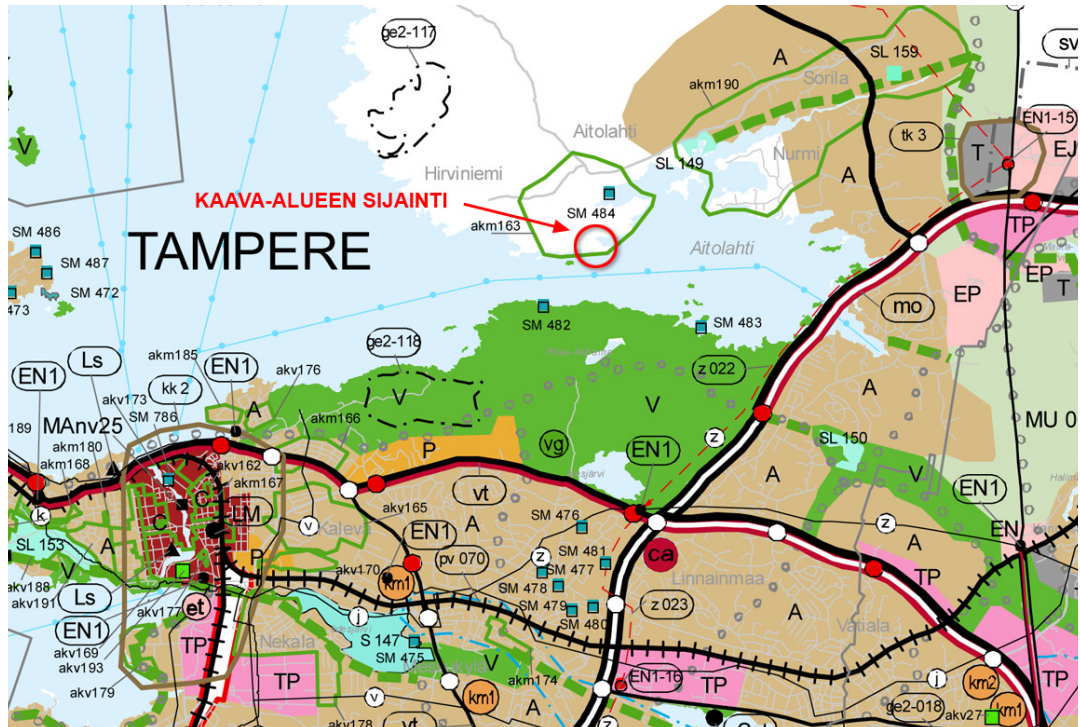 ge2-117
A
SL 159
Sorila
akm190
SV
EN1-15
tk 3
T
EJ
V
Aitolahti
SL 149
Nurmi
A
Hirviniemi
KAAVA-ALUEEN SIJAINTI
SM 484
akm163
TP
TAMPERE
Aitolahti
SM 486
SM 487
SM 472
473
EP
EP
T
mo
SM 482
SM 483
ge2-118
z 022
Ls
akm185
EN1
EN1
kk 2
akv176
A
V
V
A
akv173
SM 786
MAnv25
akm166
189
akm180
akm168
P
vg
EN1
z
SL 150
V
EN1
MU 0
akv162
akm167
C
C
LM
vt
k
v
akv165
Kaleva
A
EN1
SM 476
A
z
EN
SL 153
A
P
pv 070
z
SM 481
ca
A
V
akv170
km1
SM 477
Linnainmaa
TP
akv188
akv191
Ls
akv177
et
SM 478
z 023
A
SM 479
EN1
j
S 147
SM 480
Vatiala
akv169
akv193
TP
Nekala
SM 475
V
akv179
TP
akm174
EN1-16
TP
km1
v
j
km2
ge2-018
akv27
km1
akv178
vt
A
z